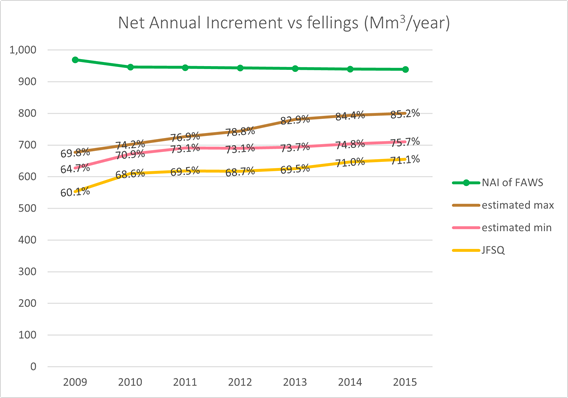 Net Annual Increment vs fellings (Mm³/year)
1,000
900
800
700
600
500
400
300
200
100
0
69.8% 74.2% 76.9% 78.8% 82.9% 84.4% 85.2%
64.7% 70.9% 73.1% 73.1% 73.7% 74.8% 75.7%
60.1% 68.6% 69.5% 68.7% 69.5% 71.0% 71.1%
NAI of FAWS
estimated max
estimated min
JFSQ
2009 2010 2011 2012 2013 2014 2015